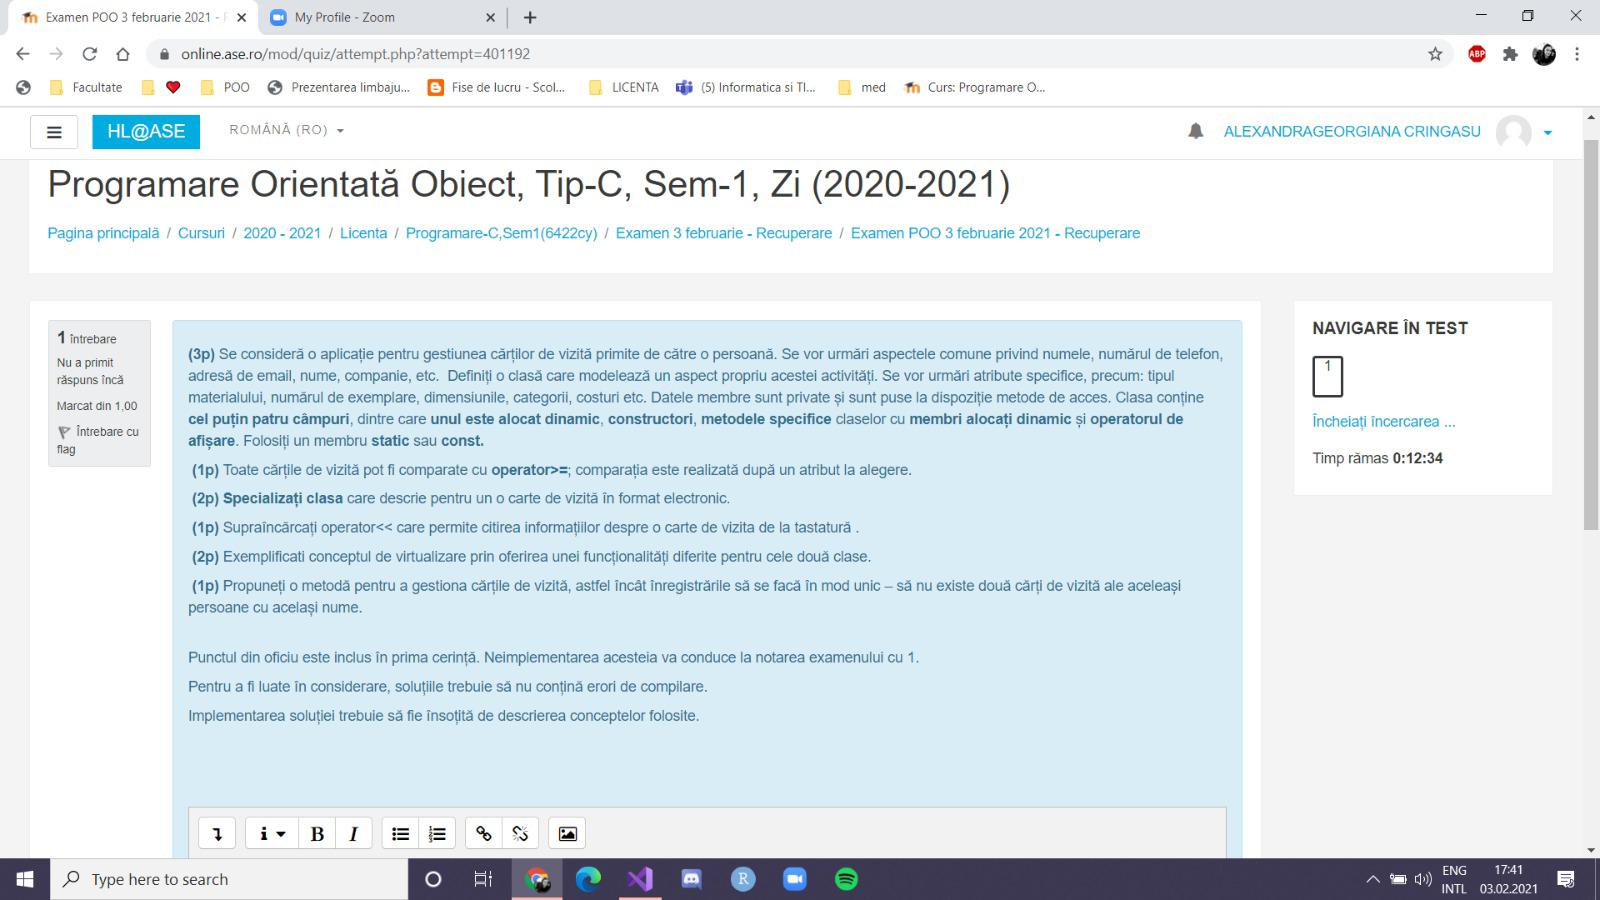 Examen POO 3 februarie 2021 -
My Profile - Zoom
online.ase.ro/mod/quiz/attempt.php?attempt=401192
ABP
Facultate
POO
Prezentarea limbaju...
Fise de lucru - Scol...
LICENTA
(5) Informatica si TI...
med
Curs: Programare O...
HL@ASE
ROMÂNĂ (RO)
ALEXANDRAGEORGIANA CRINGASU
Programare Orientată Obiect, Tip-C, Sem-1, Zi (2020-2021)
Pagina principală / Cursuri / 2020 - 2021 / Licenta / Programare-C,Sem1(6422cy) / Examen 3 februarie - Recuperare / Examen POO 3 februarie 2021 - Recuperare
1 întrebare
Nu a primit
răspuns încă
Marcat din 1,00
Întrebare cu
flag
(3p) Se consideră o aplicație pentru gestiunea cărților de vizită primite de către o persoană. Se vor urmări aspectele comune privind numele, numărul de telefon,
adresă de email, nume, companie, etc. Definiți o clasă care modelează un aspect propriu acestei activități. Se vor urmări atribute specifice, precum: tipul
materialului, numărul de exemplare, dimensiunile, categorii, costuri etc. Datele membre sunt private și sunt puse la dispoziție metode de acces. Clasa conține
cel puțin patru câmpuri, dintre care unul este alocat dinamic, constructori, metodele specifice claselor cu membri alocați dinamic și operatorul de
afișare. Folosiți un membru static sau const.
(1p) Toate cărțile de vizită pot fi comparate cu operator>=; comparația este realizată după un atribut la alegere.
(2p) Specializați clasa care descrie pentru un o carte de vizită în format electronic.
(1p) Supraîncărcați operator<< care permite citirea informațiilor despre o carte de vizita de la tastatură .
(2p) Exemplificati conceptul de virtualizare prin oferirea unei funcționalități diferite pentru cele două clase.
(1p) Propuneți o metodă pentru a gestiona cărțile de vizită, astfel încât înregistrările să se facă în mod unic – să nu existe două cărți de vizită ale aceleași
persoane cu același nume.
Punctul din oficiu este inclus în prima cerință. Neimplementarea acesteia va conduce la notarea examenului cu 1.
Pentru a fi luate în considerare, soluțiile trebuie să nu conțină erori de compilare.
Implementarea soluției trebuie să fie însoțită de descrierea conceptelor folosite.
NAVIGARE ÎN TEST
1
Încheiați încercarea ...
Timp rămas 0:12:34
B I
Type here to search
R
ENG
INTL
17:41
03.02.2021